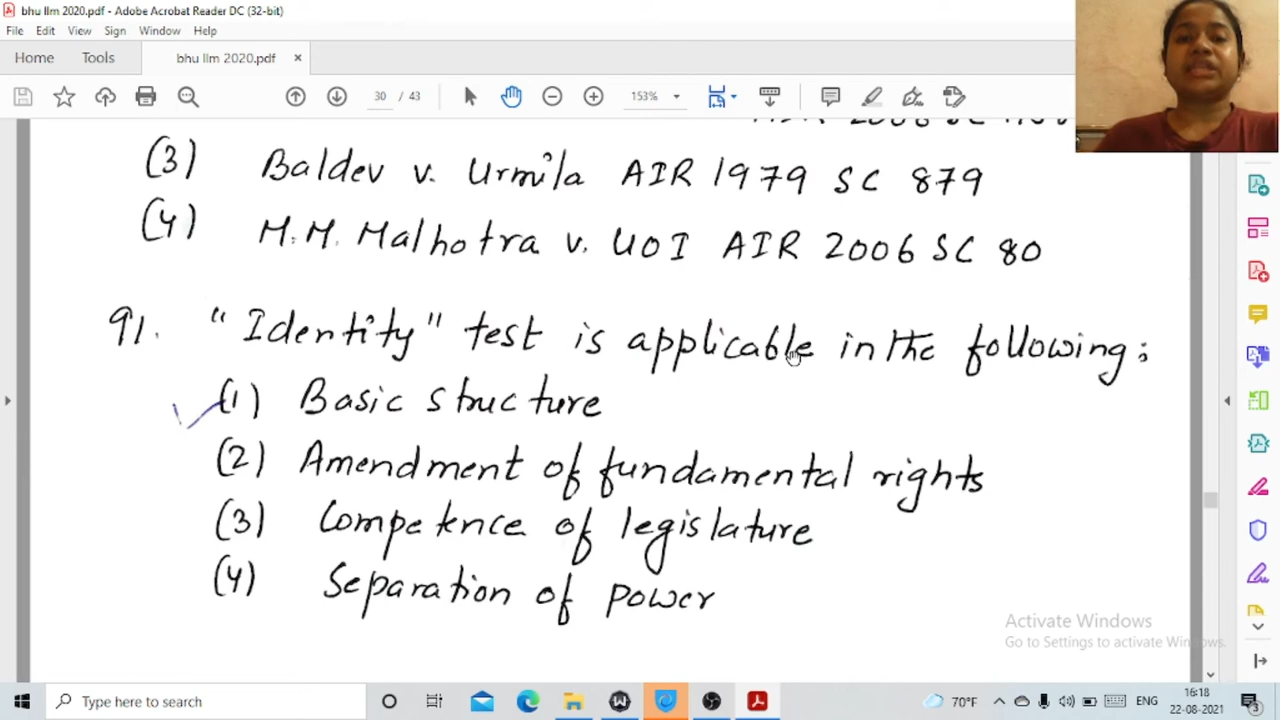 bhu llm 2020.pdf - Adobe Acrobat Reader DC (32-bit)
File Edit View Sign Window Help
Home Tools bhu llm 2020.pdf ×
30 / 43 153%
(3) Baldev v. Urmila AIR 1979 SC 879
(4) M.M. Malhotra v. UOI AIR 2006 SC 80
91. "Identity" test is applicable in the following:
(1) Basic structure
(2) Amendment of fundamental rights
(3) Competence of legislature
(4) Separation of power
Activate Windows
Go to Settings to activate Windows.
Type here to search
70°F ENG 16:18
22-08-2021
3